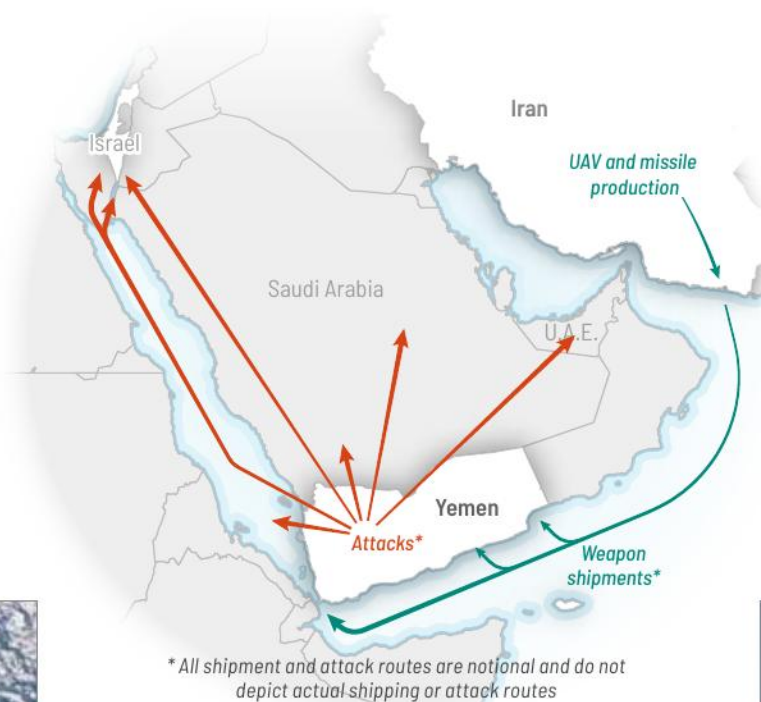 Iran
Israel
UAV and missile
production
Saudi Arabia
U.A.E.
Yemen
Attacks*
Weapon
shipments*
* All shipment and attack routes are notional and do not
depict actual shipping or attack routes